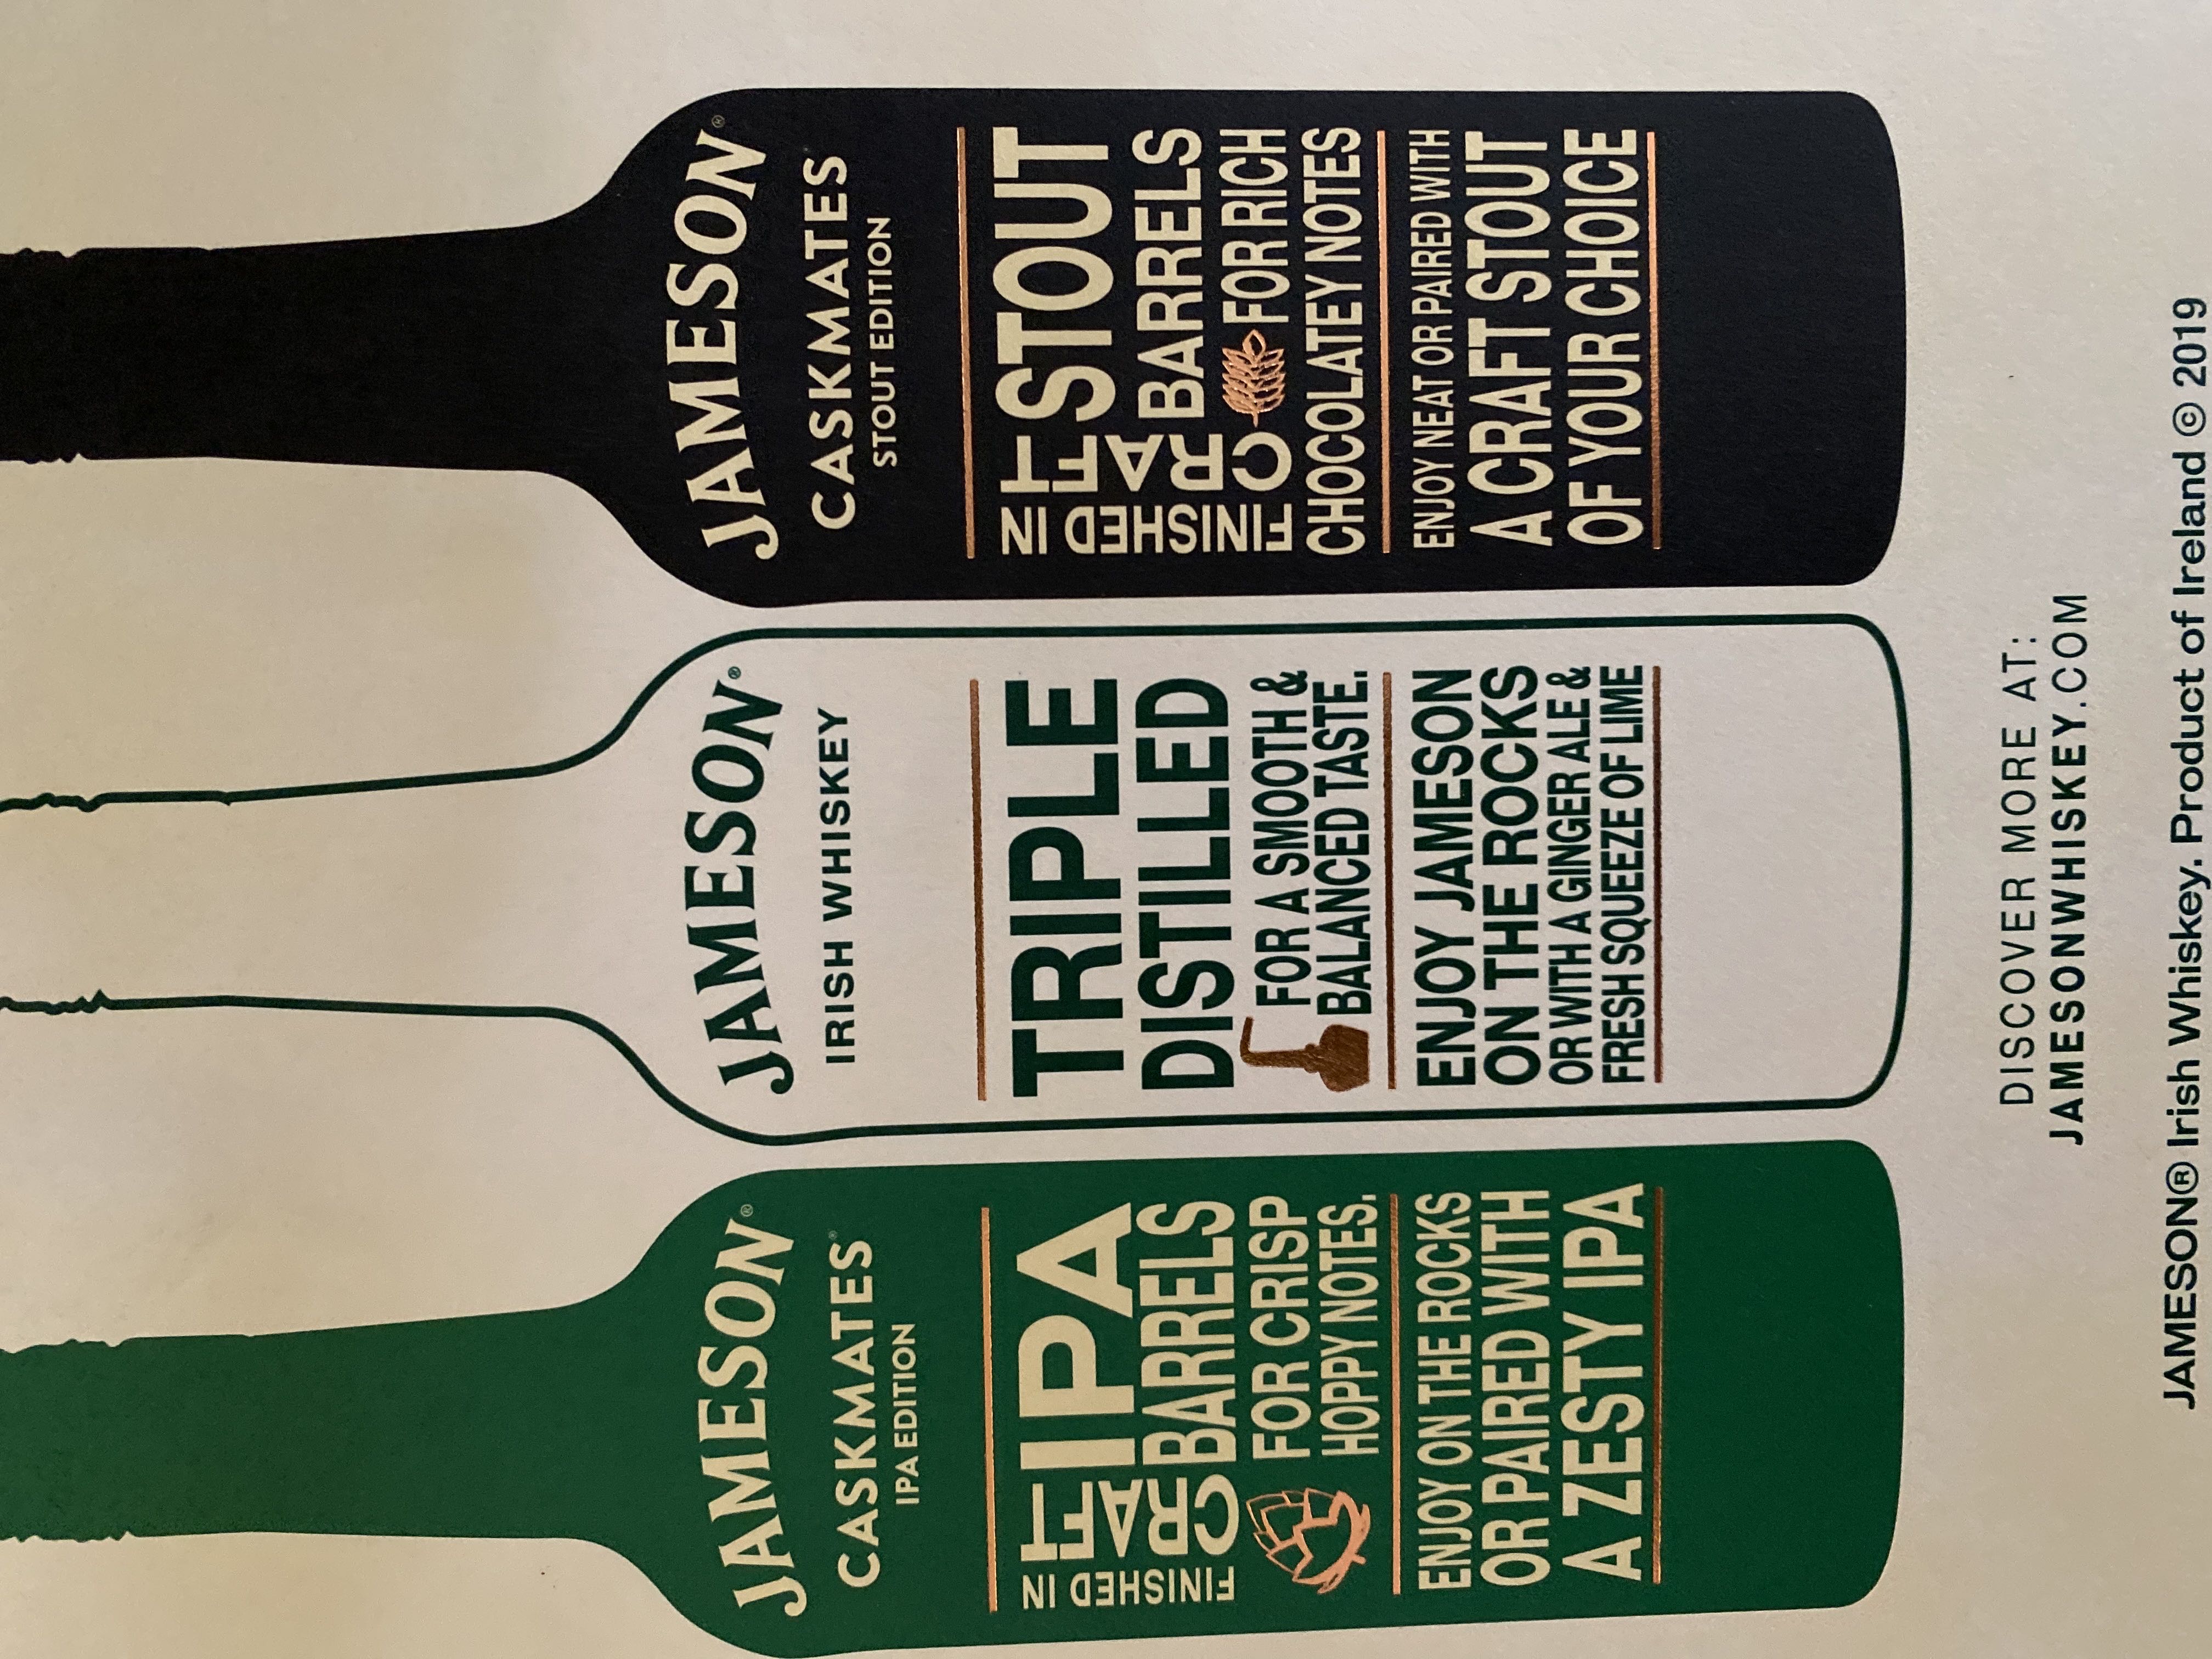 JAMESON®
CASKMATES®
IPA EDITION
FINISHED IN
CRAFT
IPA
BARRELS
FOR CRISP
HOPPY NOTES.
ENJOY ON THE ROCKS
OR PAIRED WITH
A ZESTY IPA
JAMESON®
IRISH WHISKEY
TRIPLE
DISTILLED
FOR A SMOOTH &
BALANCED TASTE.
ENJOY JAMESON
ON THE ROCKS
OR WITH A GINGER ALE &
FRESH SQUEEZE OF LIME
JAMESON®
CASKMATES
STOUT EDITION
FINISHED IN
CRAFT
STOUT
BARRELS
FOR RICH
CHOCOLATEY NOTES
ENJOY NEAT OR PAIRED WITH
A CRAFT STOUT
OF YOUR CHOICE
DISCOVER MORE AT:
JAMESONWHISKEY.COM
JAMESON® Irish Whiskey. Product of Ireland © 2019